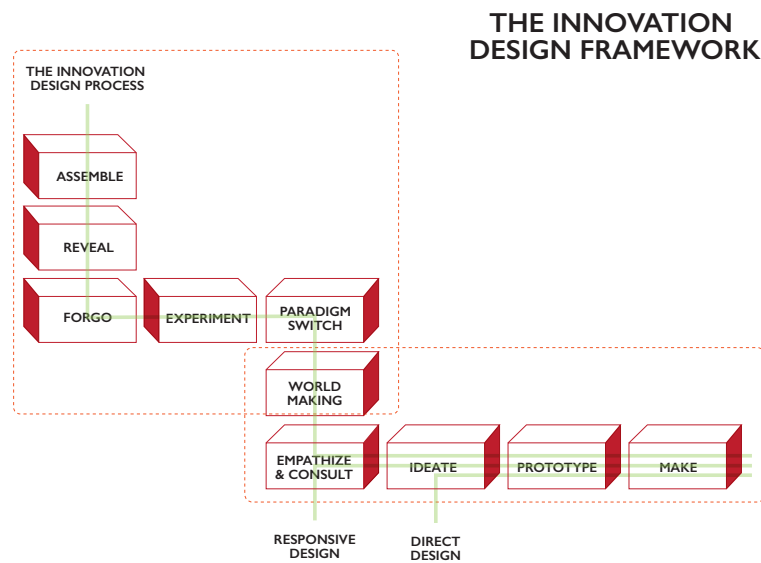 THE INNOVATION
DESIGN FRAMEWORK
THE INNOVATION
DESIGN PROCESS
ASSEMBLE
REVEAL
FORGO
EXPERIMENT
PARADIGM
SWITCH
WORLD
MAKING
EMPATHIZE
& CONSULT
IDEATE
PROTOTYPE
MAKE
RESPONSIVE
DESIGN
DIRECT
DESIGN